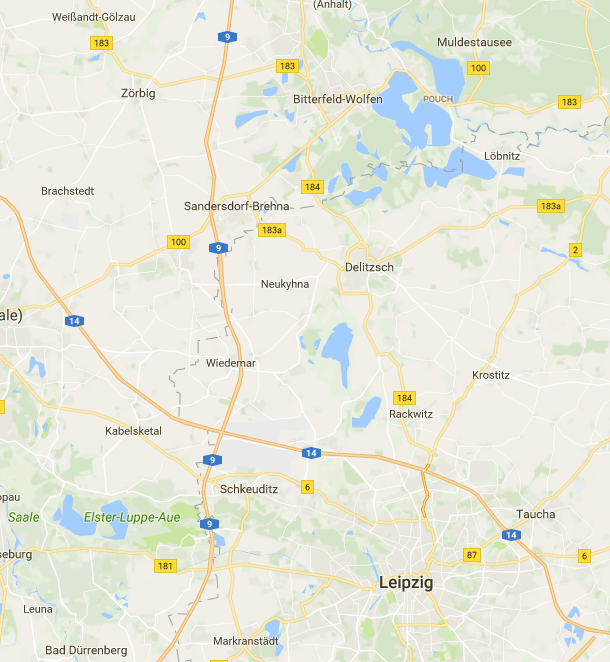 (Anhalt)
Weißandt-Gölzau
9
183
Muldestausee
183
100
Zörbig
Bitterfeld-Wolfen
POUCH
183
Löbnitz
184
Brachstedt
Sandersdorf-Brehna
183a
183a
100
9
2
Delitzsch
Neukyhna
ale)
14
Wiedemar
Krostitz
184
Rackwitz
Kabelsketal
14
9
Schkeuditz
6
opau
Saale
Elster-Luppe-Aue
Taucha
9
14
seburg
87
6
181
Leipzig
Leuna
Markranstädt
Bad Dürrenberg